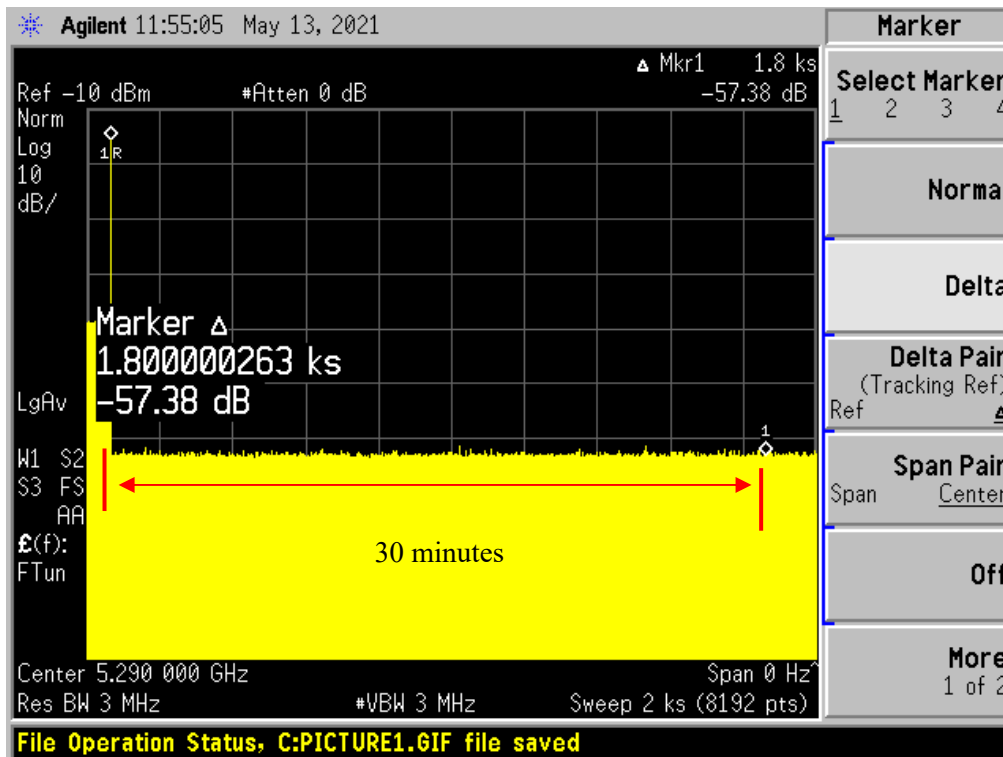 Agilent 11:55:05 May 13, 2021
Marker
Δ Mkr1 1.8 ks
Ref -10 dBm #Atten 0 dB -57.38 dB
Norm
Log
10
dB/
1R
Marker Δ
1.800000263 ks
-57.38 dB
LgAv
1
W1 S2
S3 FS
AA
£(f):
FTun
30 minutes
Center 5.290 000 GHz Span 0 Hz^
Res BW 3 MHz #VBW 3 MHz Sweep 2 ks (8192 pts)
File Operation Status, C:PICTURE1.GIF file saved
Select Marker
1 2 3 4
Norma
Delta
Delta Pair
(Tracking Ref)
Ref Δ
Span Pair
Span Center
Off
More
1 of 2